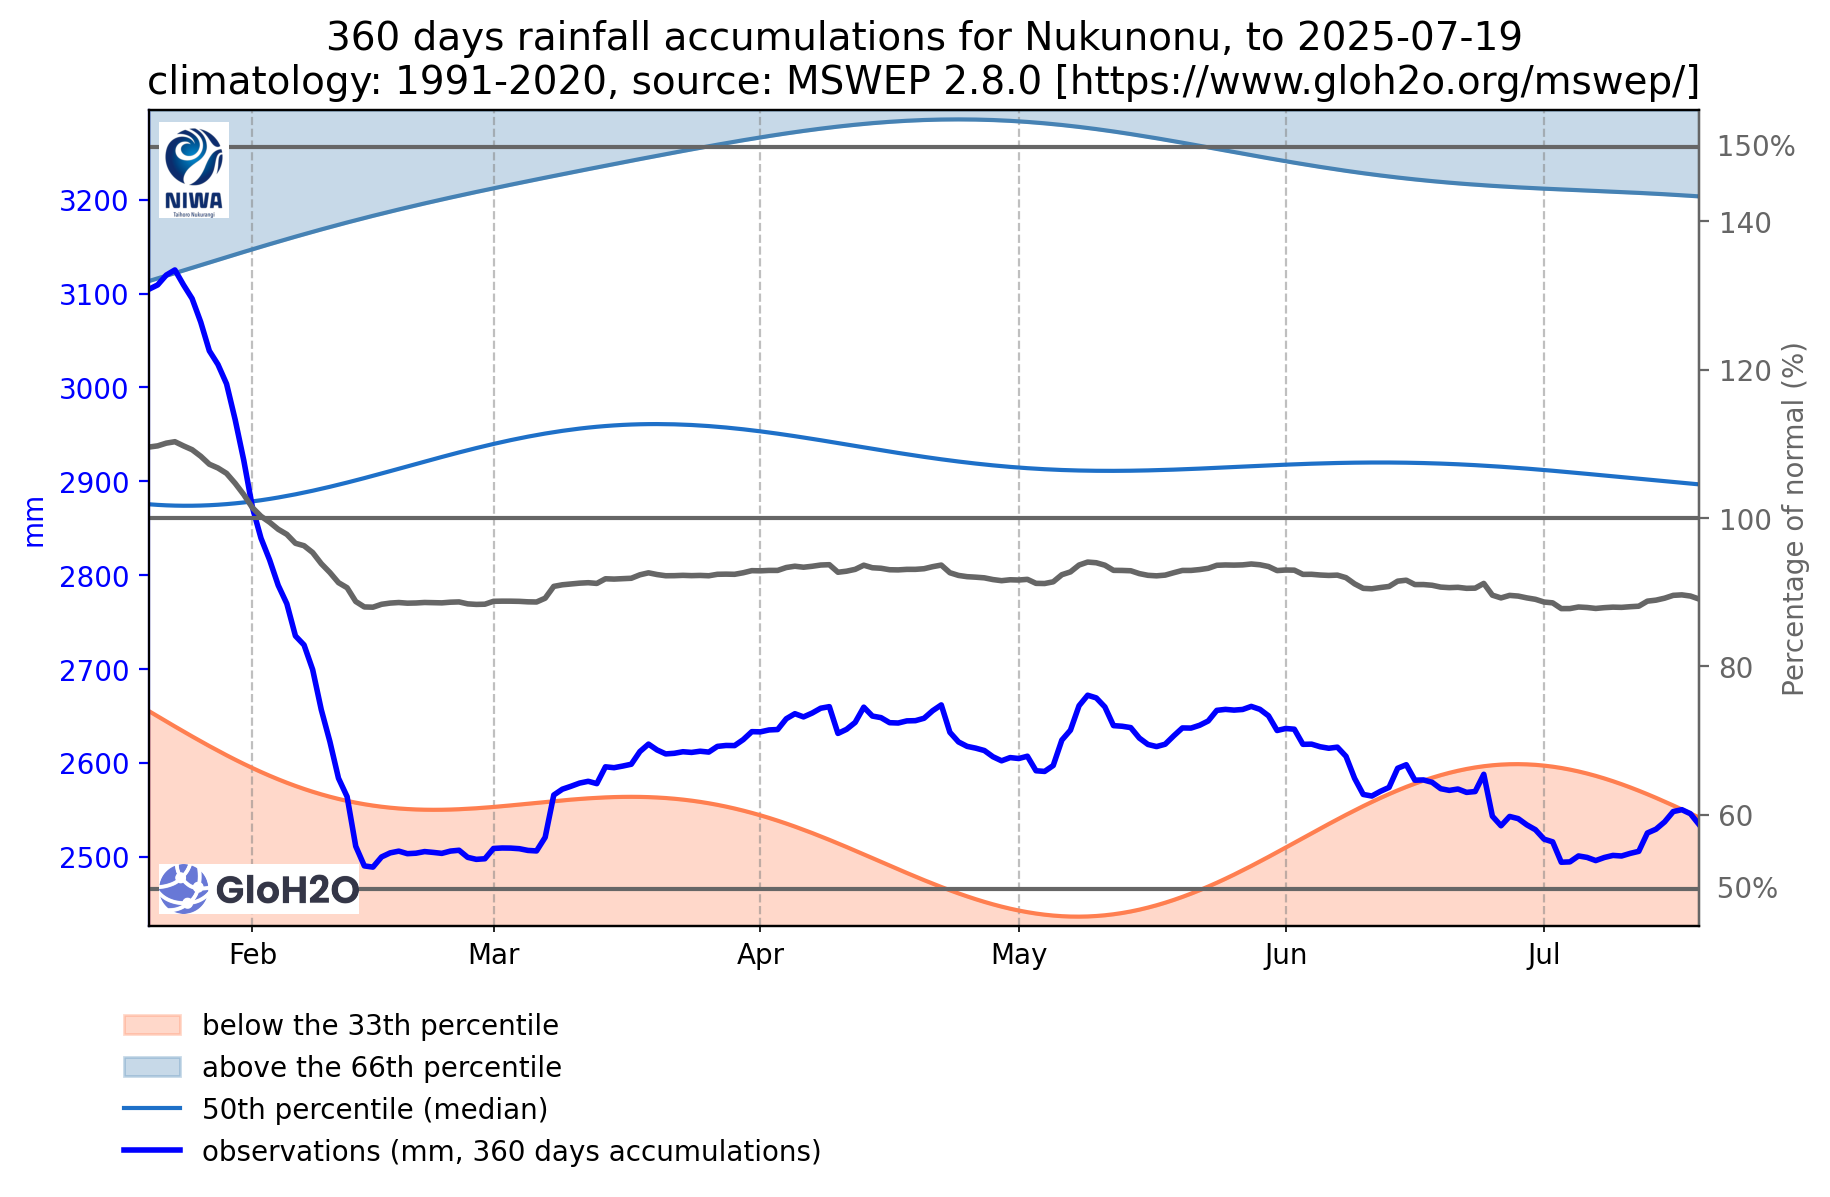 360 days rainfall accumulations for Nukunonu, to 2025-07-19
climatology: 1991-2020, source: MSWEP 2.8.0 [https://www.gloh2o.org/mswep/]
NIWA
Taihoro Nukurangi
3200
3100
3000
2900
2800
2700
2600
2500
mm
150%
140
120
100
80
60
50%
Percentage of normal (%)
GloH2O
Feb
Mar
Apr
May
Jun
Jul
below the 33th percentile
above the 66th percentile
50th percentile (median)
observations (mm, 360 days accumulations)